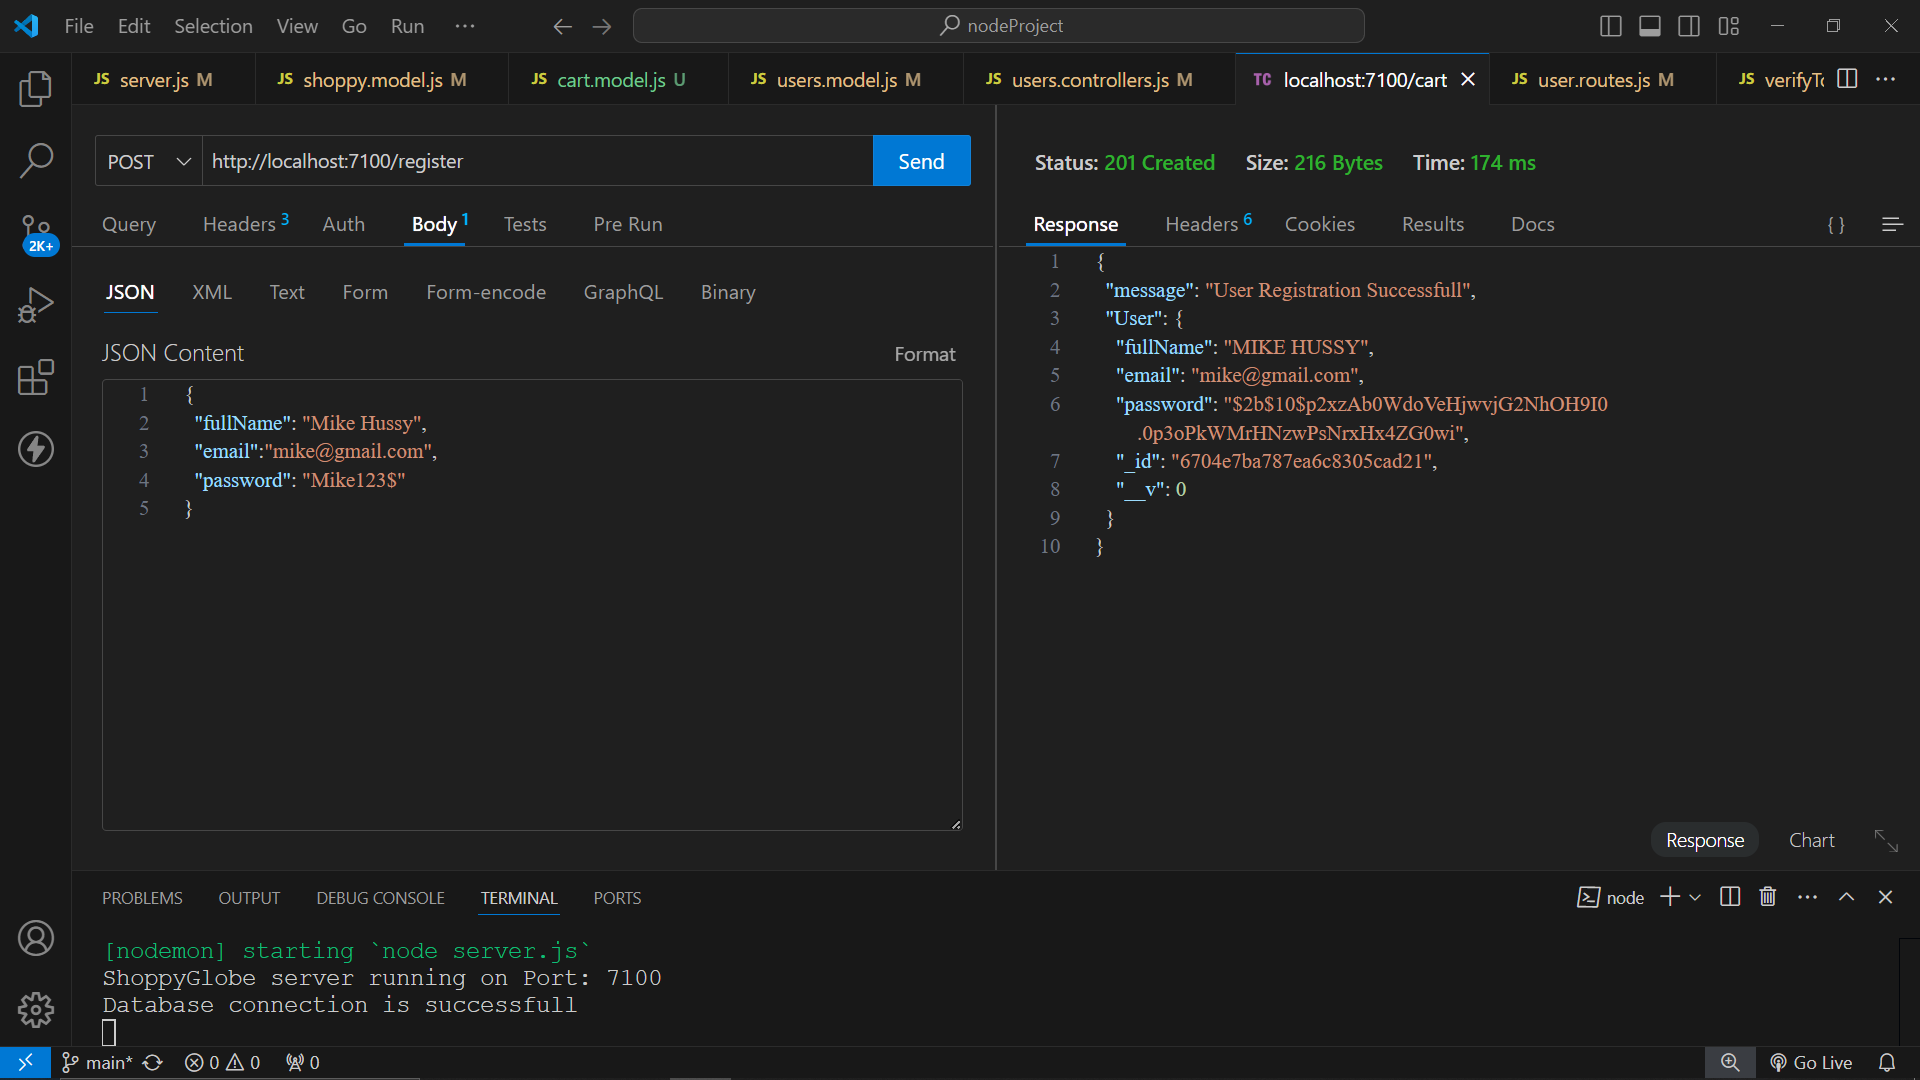 File Edit Selection View Go Run ··· nodeProject
JS server.js M JS shoppy.model.js M JS cart.model.js U JS users.model.js M JS users.controllers.js M TC localhost:7100/cart JS user.routes.js M JS verifyTo ···
POST http://localhost:7100/register Send
Query Headers 3 Auth Body 1 Tests Pre Run
JSON XML Text Form Form-encode GraphQL Binary
JSON Content Format
1 {
2 "fullName": "Mike Hussy",
3 "email":"mike@gmail.com",
4 "password": "Mike123$"
5 }
Status: 201 Created Size: 216 Bytes Time: 174 ms
Response Headers 6 Cookies Results Docs { }
1 {
2 "message": "User Registration Successfull",
3 "User": {
4 "fullName": "MIKE HUSSY",
5 "email": "mike@gmail.com",
6 "password": "$2b$10$p2xzAb0WdoVeHjwvjG2NhOH9I0
.0p3oPkWMrHNzwPsNrxHx4ZG0wi",
7 "_id": "6704e7ba787ea6c8305cad21",
8 "__v": 0
9 }
10 }
Response Chart
2K+
PROBLEMS OUTPUT DEBUG CONSOLE TERMINAL PORTS node ···
[nodemon] starting `node server.js`
ShoppyGlobe server running on Port: 7100
Database connection is successfull
main* 0 0 0 Go Live